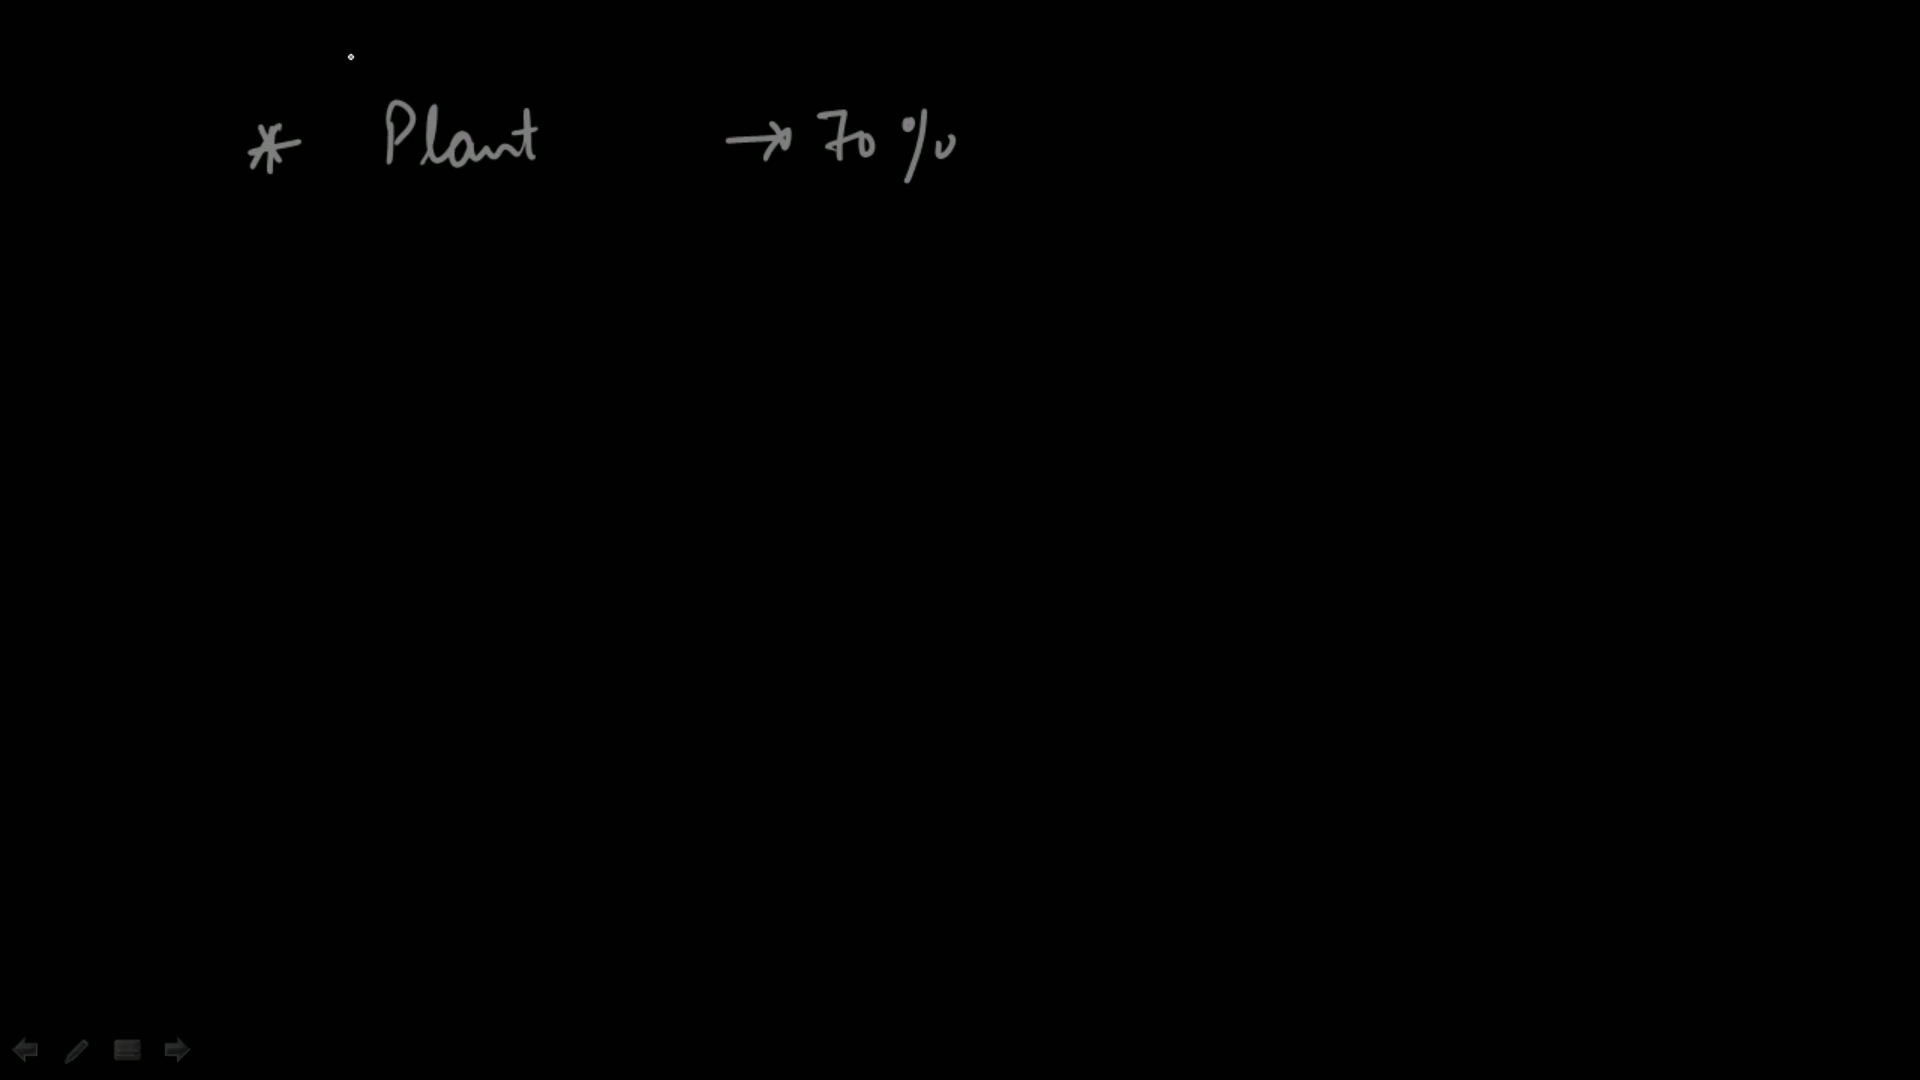 * Plant → 70%